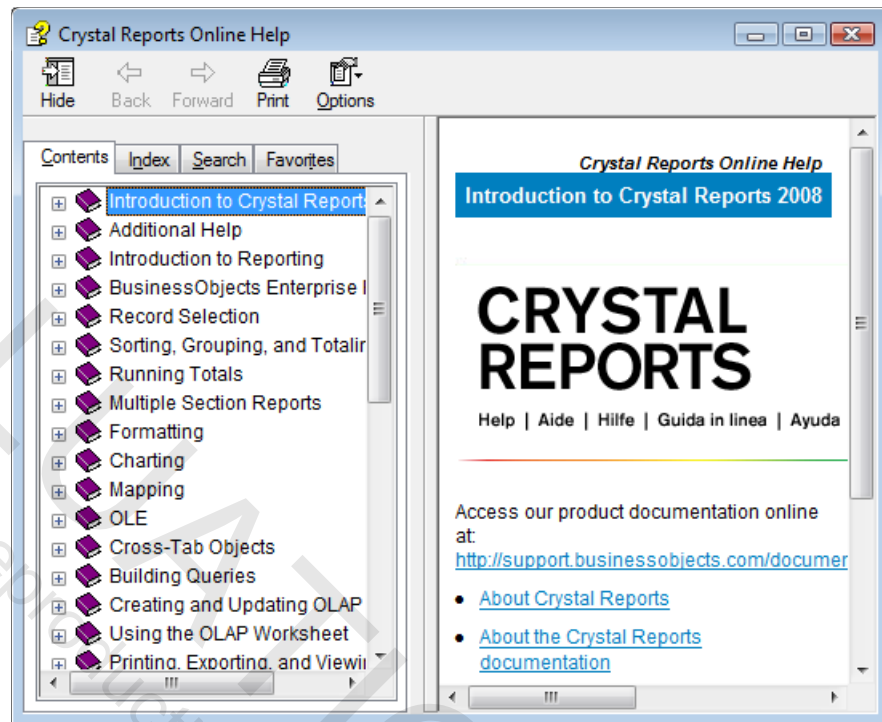 Crystal Reports Online Help
Hide Back Forward Print Options
Contents Index Search Favorites
Introduction to Crystal Report
Additional Help
Introduction to Reporting
BusinessObjects Enterprise
Record Selection
Sorting, Grouping, and
Running Totals
Multiple Section Reports
Formatting
Charting
Mapping
OLE
Cross-Tab Objects
Building Queries
Creating and Updating OLAP
Using the OLAP Worksheet
Printing, Exporting, and
Crystal Reports Online Help
Introduction to Crystal Reports 2008
CRYSTAL
REPORTS
Help | Aide | Hilfe | Guida in linea | Ayuda
Access our product documentation online
at:
http://support.businessobjects.com/documer
• About Crystal Reports
• About the Crystal Reports
documentation